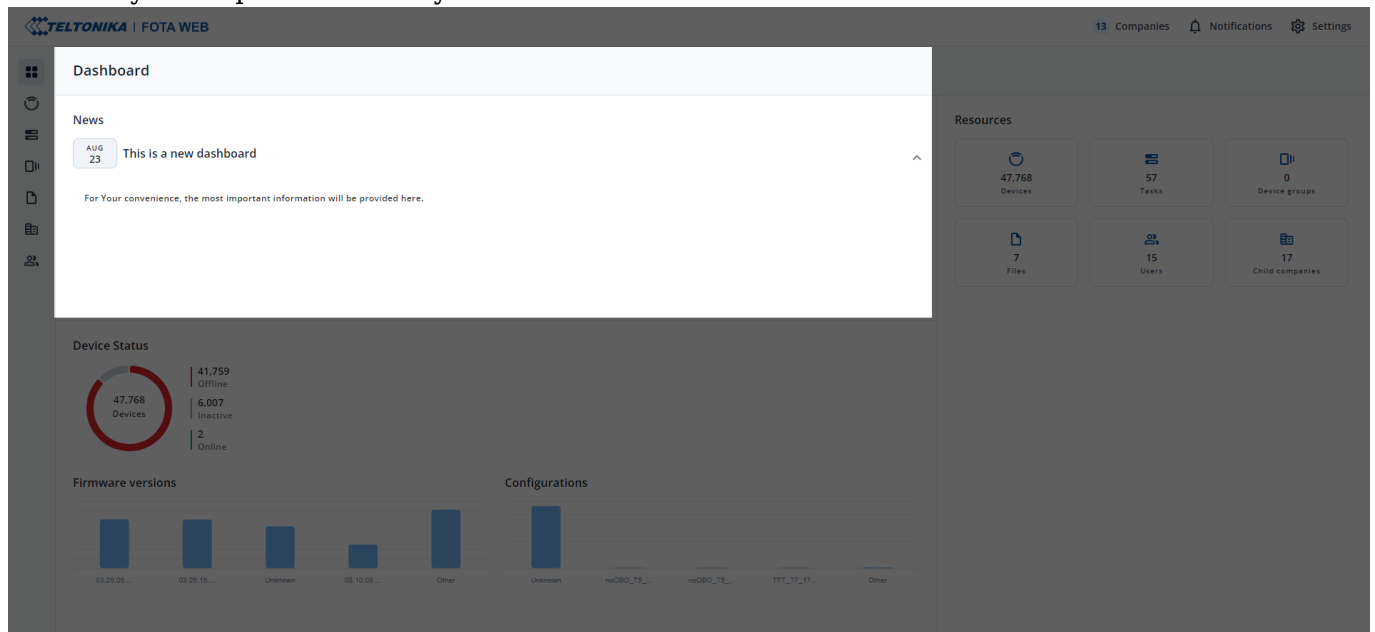 TELTONIKA | FOTA WEB
13 Companies
Notifications
Settings
Dashboard
News
AUG
23
This is a new dashboard
For Your convenience, the most important information will be provided here.
Resources
47,768
Devices
57
Tasks
0
Device groups
7
Files
15
Users
17
Child companies
Device Status
47,768
Devices
41,759
Offline
6,007
Inactive
2
Online
Firmware versions
Unknown
Other
Configurations
Unknown
Other